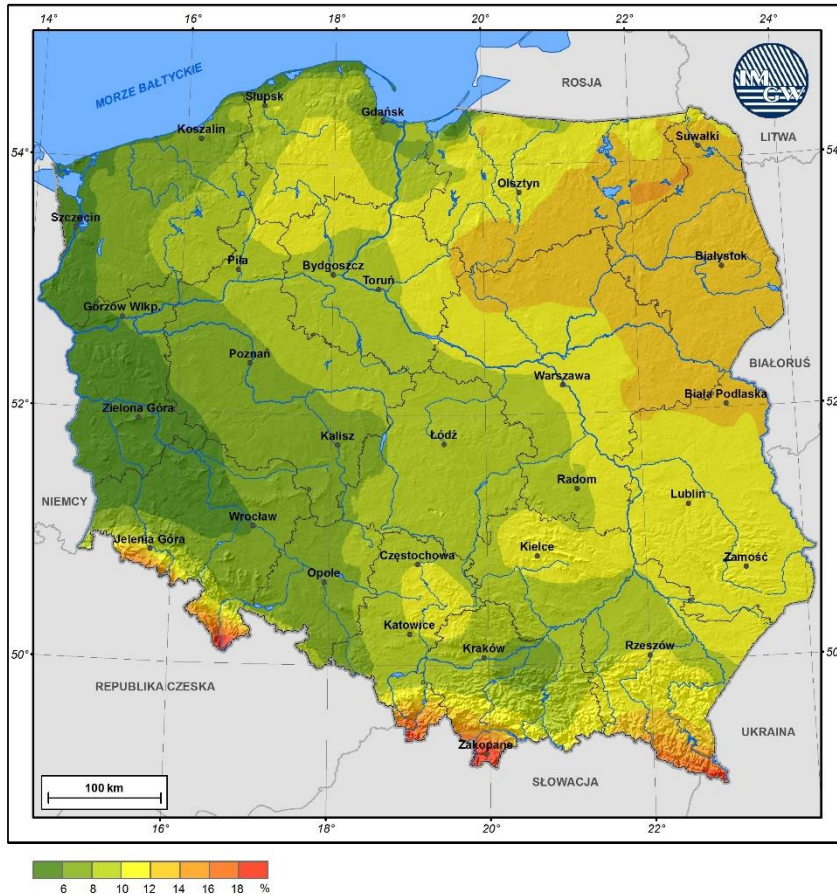 14° 16° 18° 20° 22° 24°
MORZE BAŁTYCKIE
ROSJA
IM
GW
LITWA
Słupsk
Gdańsk
Koszalin
Suwałki
54° 54°
Olsztyn
Szczecin
Białystok
Piła
Bydgoszcz
Toruń
Gorzów Wlkp.
Poznań
BIAŁORUŚ
Warszawa
Biała Podlaska
52° 52°
Zielona Góra
Kalisz
Łódź
NIEMCY
Radom
Lublin
Wrocław
Jelenia Góra
Częstochowa
Kielce
Opole
Zamość
Katowice
Kraków
Rzeszów
50° 50°
REPUBLIKA CZESKA
UKRAINA
Zakopane
SŁOWACJA
100 km
16° 18° 20° 22°
6 8 10 12 14 16 18 %